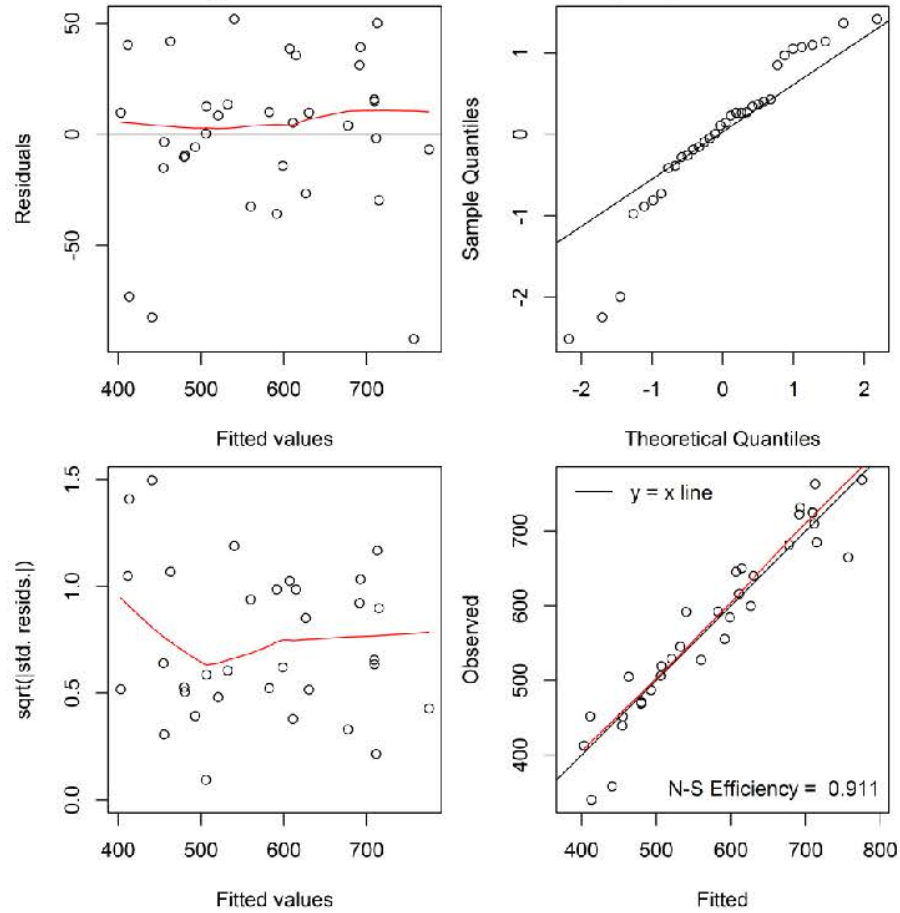 50
0
-50
Residuals
400 500 600 700
Fitted values
1
0
-1
-2
Sample Quantiles
-2 -1 0 1 2
Theoretical Quantiles
1.5
1.0
0.5
0.0
sqrt(|std. resids.|)
400 500 600 700
Fitted values
y = x line
700
600
500
400
Observed
N-S Efficiency = 0.911
400 500 600 700 800
Fitted